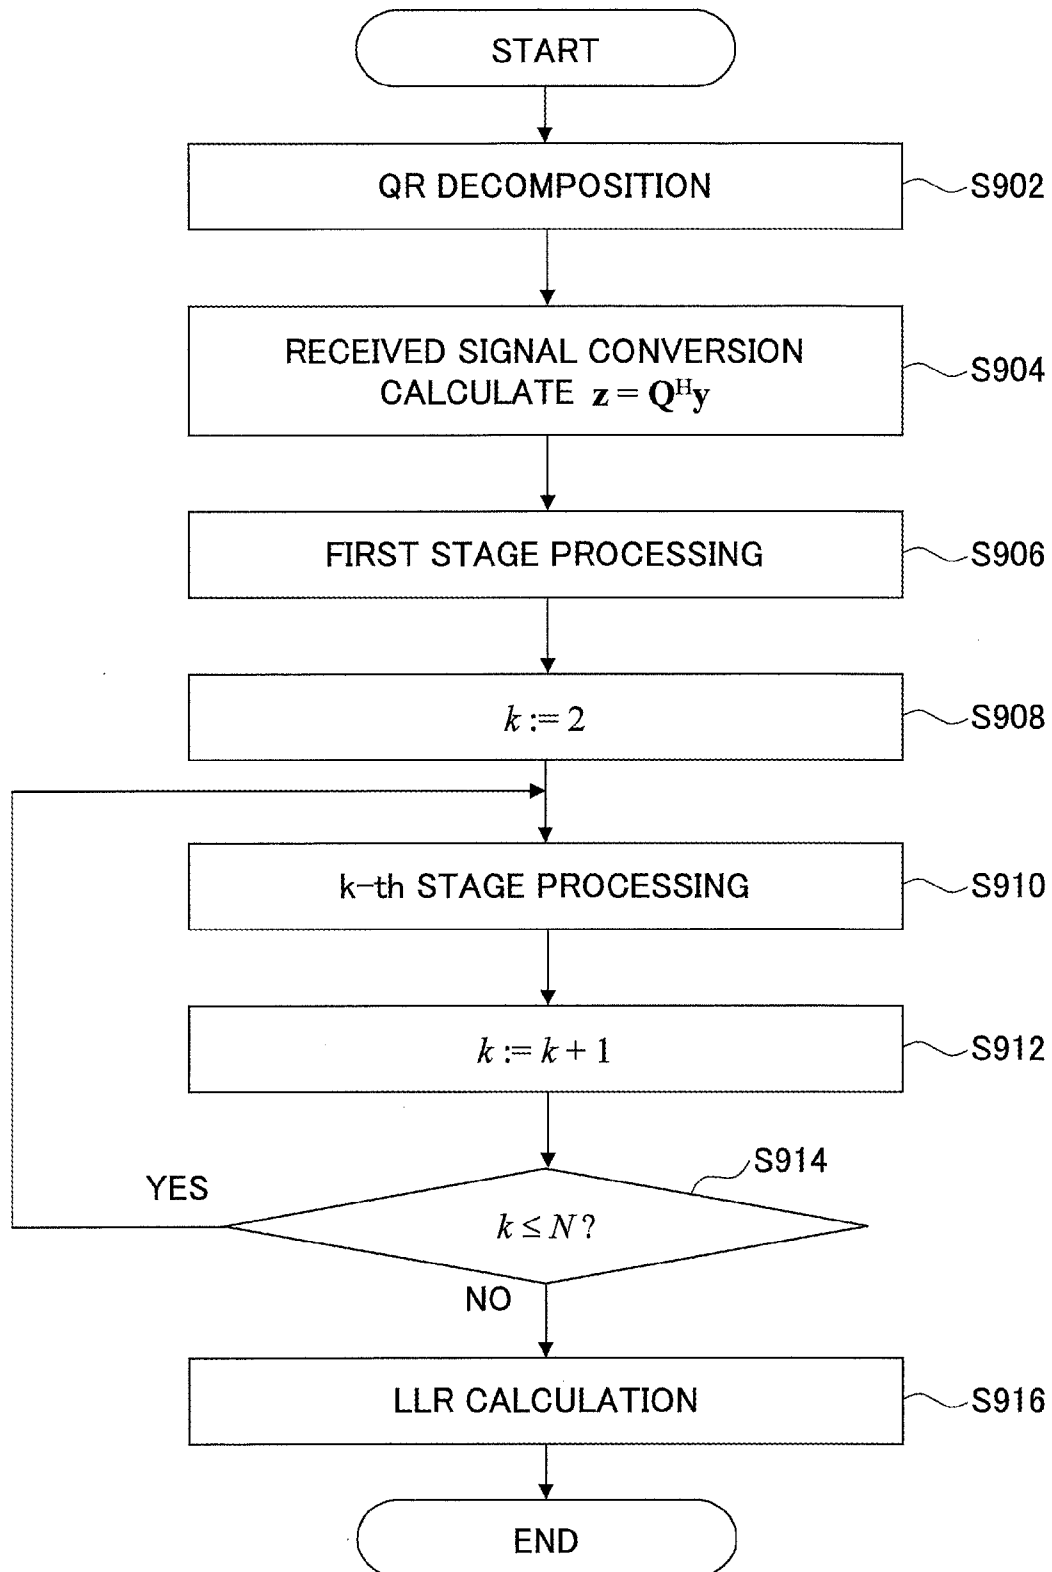 START
QR DECOMPOSITION
S902
RECEIVED SIGNAL CONVERSION
CALCULATE z = Qᴴy
S904
FIRST STAGE PROCESSING
S906
k := 2
S908
k-th STAGE PROCESSING
S910
k := k + 1
S912
S914
YES
k ≤ N ?
NO
LLR CALCULATION
S916
END